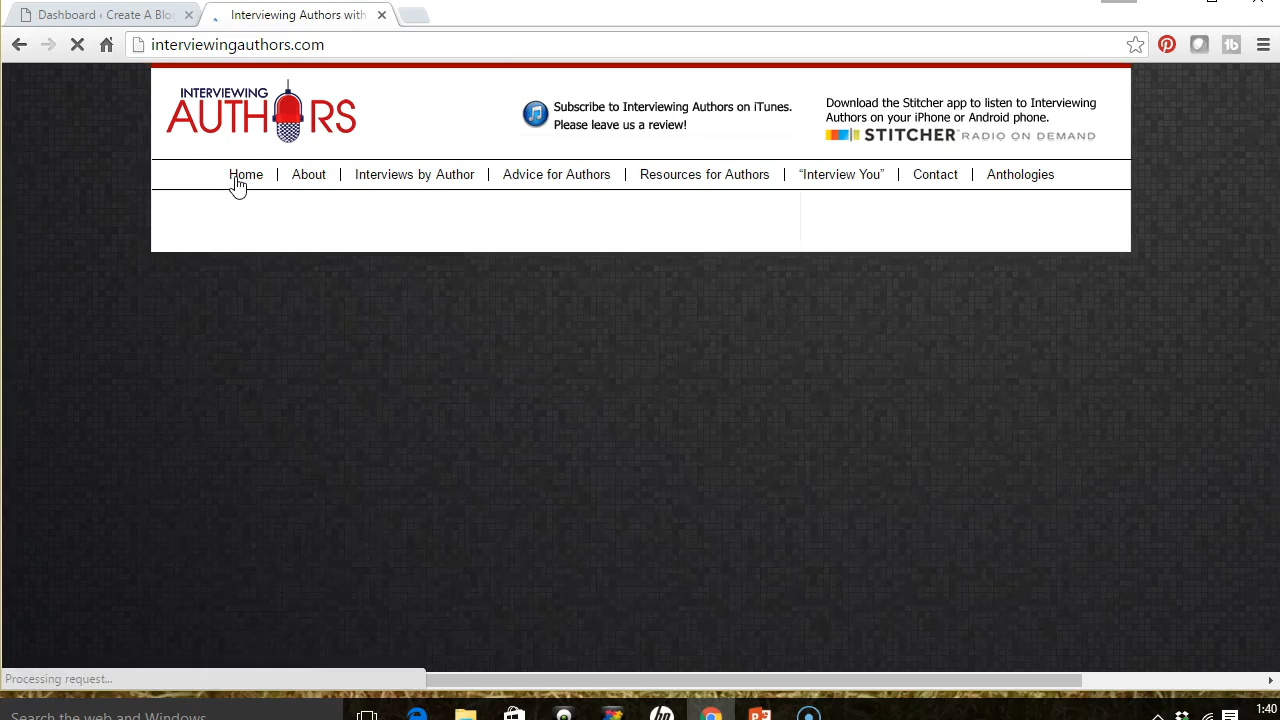 Dashboard ‹ Create A Blo
Interviewing Authors with
interviewingauthors.com
INTERVIEWING
AUTHORS
Subscribe to Interviewing Authors on iTunes.
Please leave us a review!
Download the Stitcher app to listen to Interviewing
Authors on your iPhone or Android phone.
STITCHER RADIO ON DEMAND
Home
About
Interviews by Author
Advice for Authors
Resources for Authors
“Interview You”
Contact
Anthologies
Processing request...
Search the web and Windows
1:40